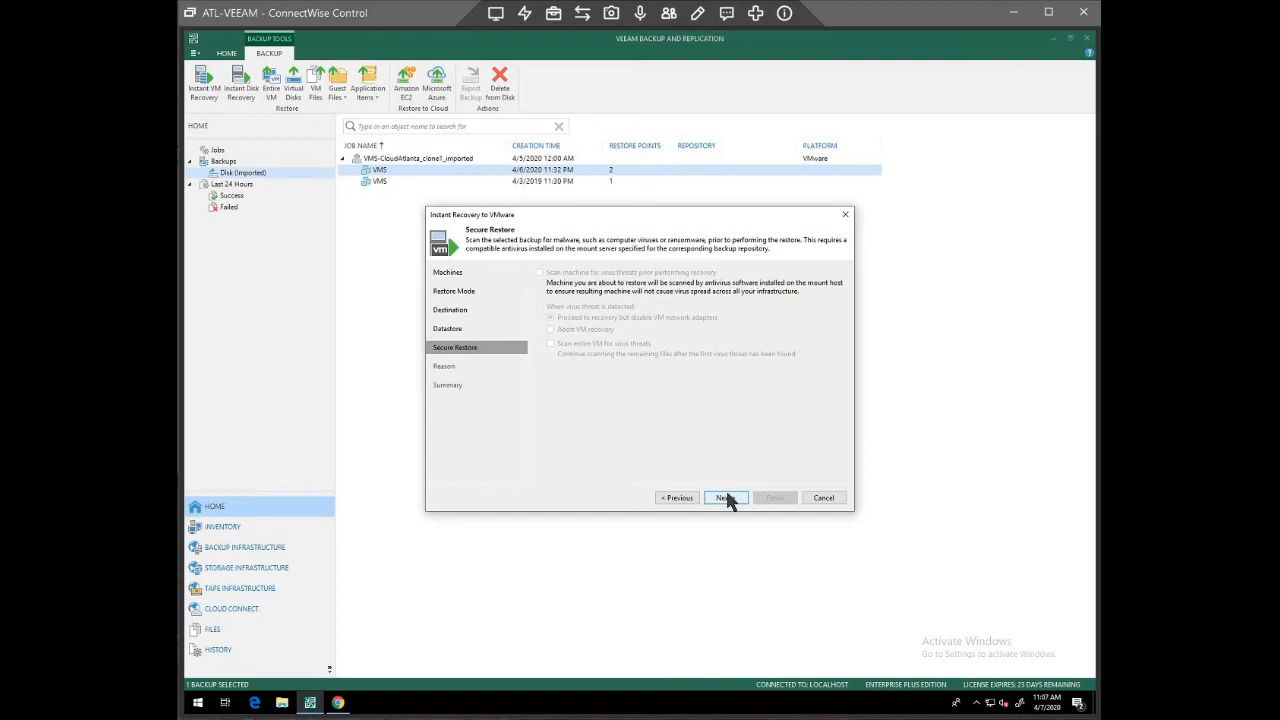 ATL-VEEAM - ConnectWise Control
BACKUP TOOLS
VEEAM BACKUP AND REPLICATION
HOME
BACKUP
Instant VM Recovery
Instant Disk Recovery
Entire VM
Virtual Disks
VM Files
Guest Files
Application Items
Amazon EC2
Microsoft Azure
Export Backup
Delete from Disk
Restore
Restore to Cloud
Actions
HOME
Type in an object name to search for
Jobs
Backups
Disk (Imported)
Last 24 Hours
Success
Failed
JOB NAME CREATION TIME RESTORE POINTS REPOSITORY PLATFORM
VMS-CloudAtlanta_clone1_imported 4/5/2020 12:00 AM VMware
VMS 4/6/2020 11:32 PM 2
VMS 4/3/2019 11:30 PM 1
Instant Recovery to VMware
Secure Restore
Scan the selected backup for malware, such as computer viruses or ransomware, prior to performing the restore. This requires a
compatible antivirus installed on the mount server specified for the corresponding backup repository.
Machines
Restore Mode
Destination
Datastore
Secure Restore
Reason
Summary
Scan machine for virus threats prior performing recovery
Machine you are about to restore will be scanned by antivirus software installed on the mount host
to ensure resulting machine will not cause virus spread across all your infrastructure.
When virus threat is detected:
Proceed to recovery but disable VM network adapters
Abort VM recovery
Scan entire VM for virus threats
Continue scanning the remaining files after the first virus threat has been found.
< Previous
Finish
Cancel
HOME
INVENTORY
BACKUP INFRASTRUCTURE
STORAGE INFRASTRUCTURE
TAPE INFRASTRUCTURE
CLOUD CONNECT
FILES
HISTORY
Activate Windows
Go to Settings to activate Windows.
1 BACKUP SELECTED
CONNECTED TO: LOCALHOST
ENTERPRISE PLUS EDITION
LICENSE EXPIRES: 23 DAYS REMAINING
11:07 AM
4/7/2020
2